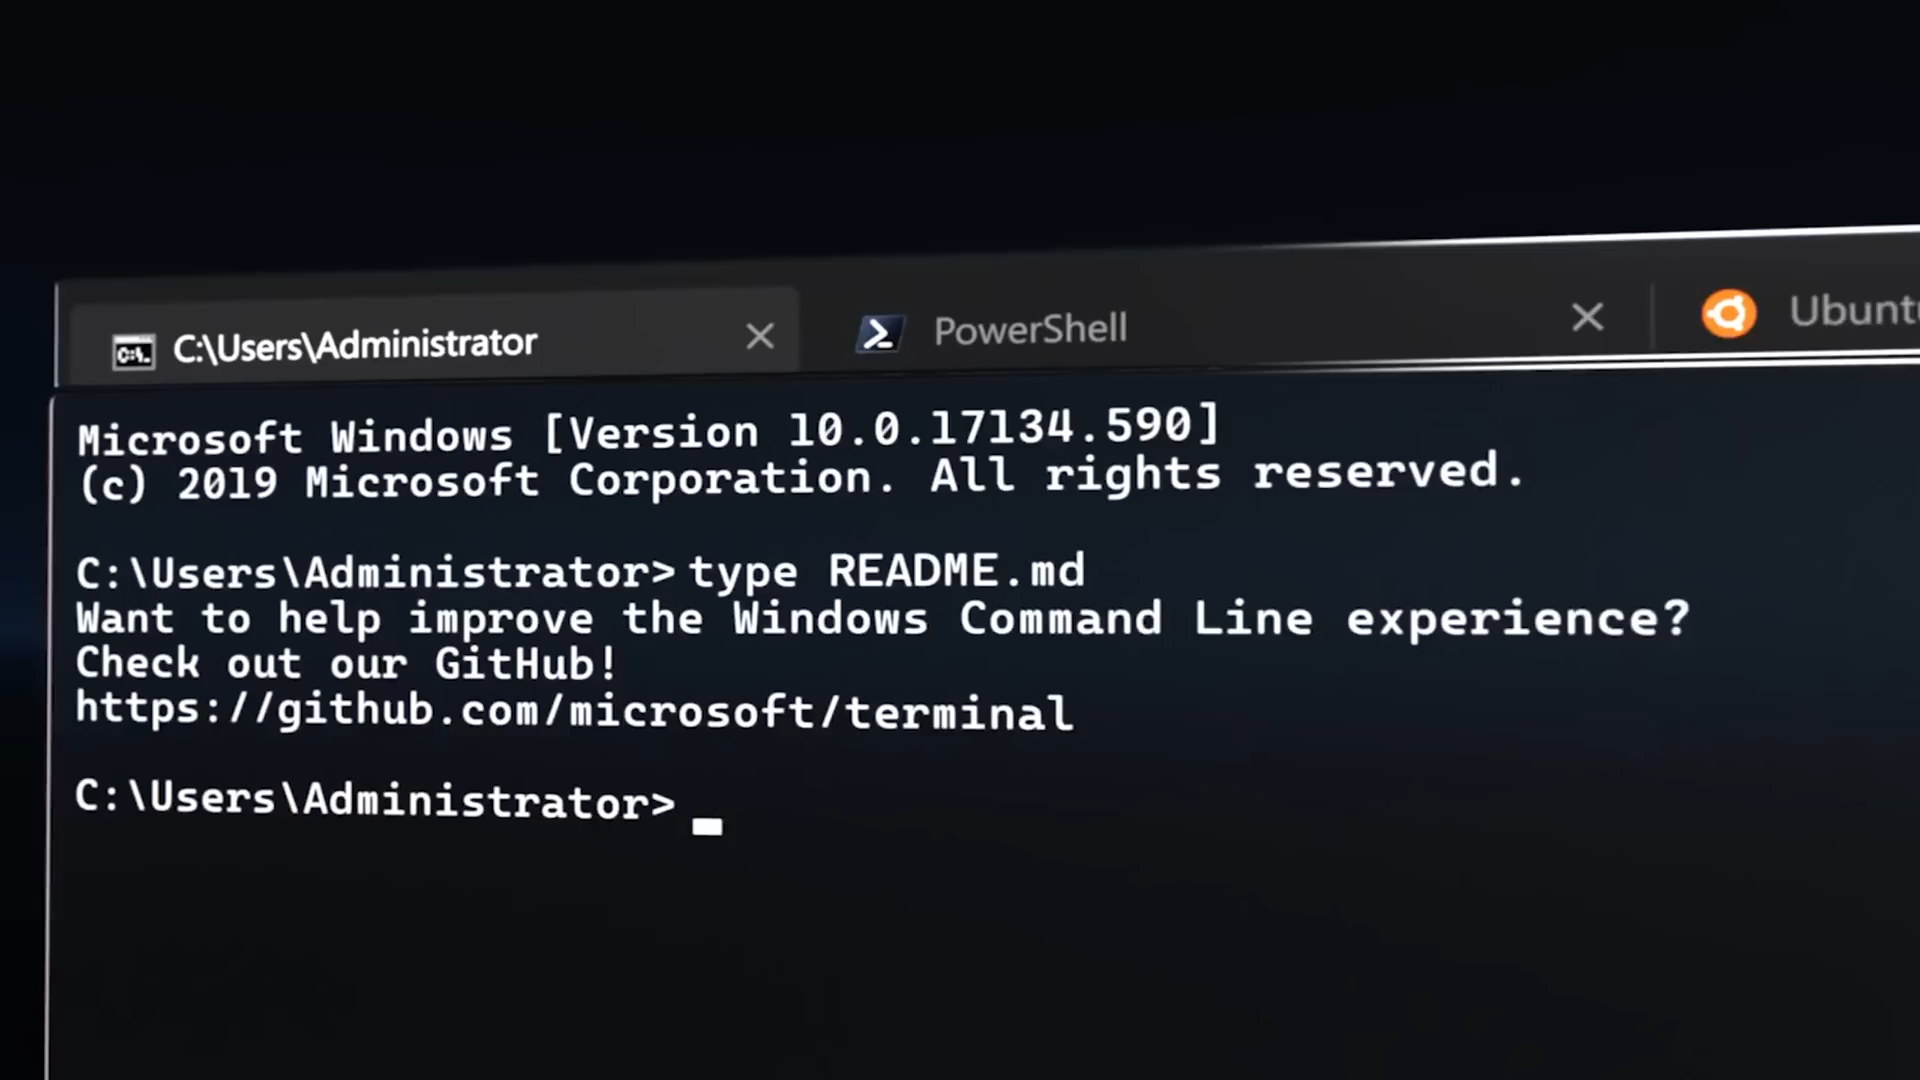 C:\Users\Administrator
PowerShell
Microsoft Windows [Version 10.0.17134.590]
(c) 2019 Microsoft Corporation. All rights reserved.
C:\Users\Administrator>type README.md
Want to help improve the Windows Command Line experience?
Check out our GitHub!
https://github.com/microsoft/terminal
C:\Users\Administrator>